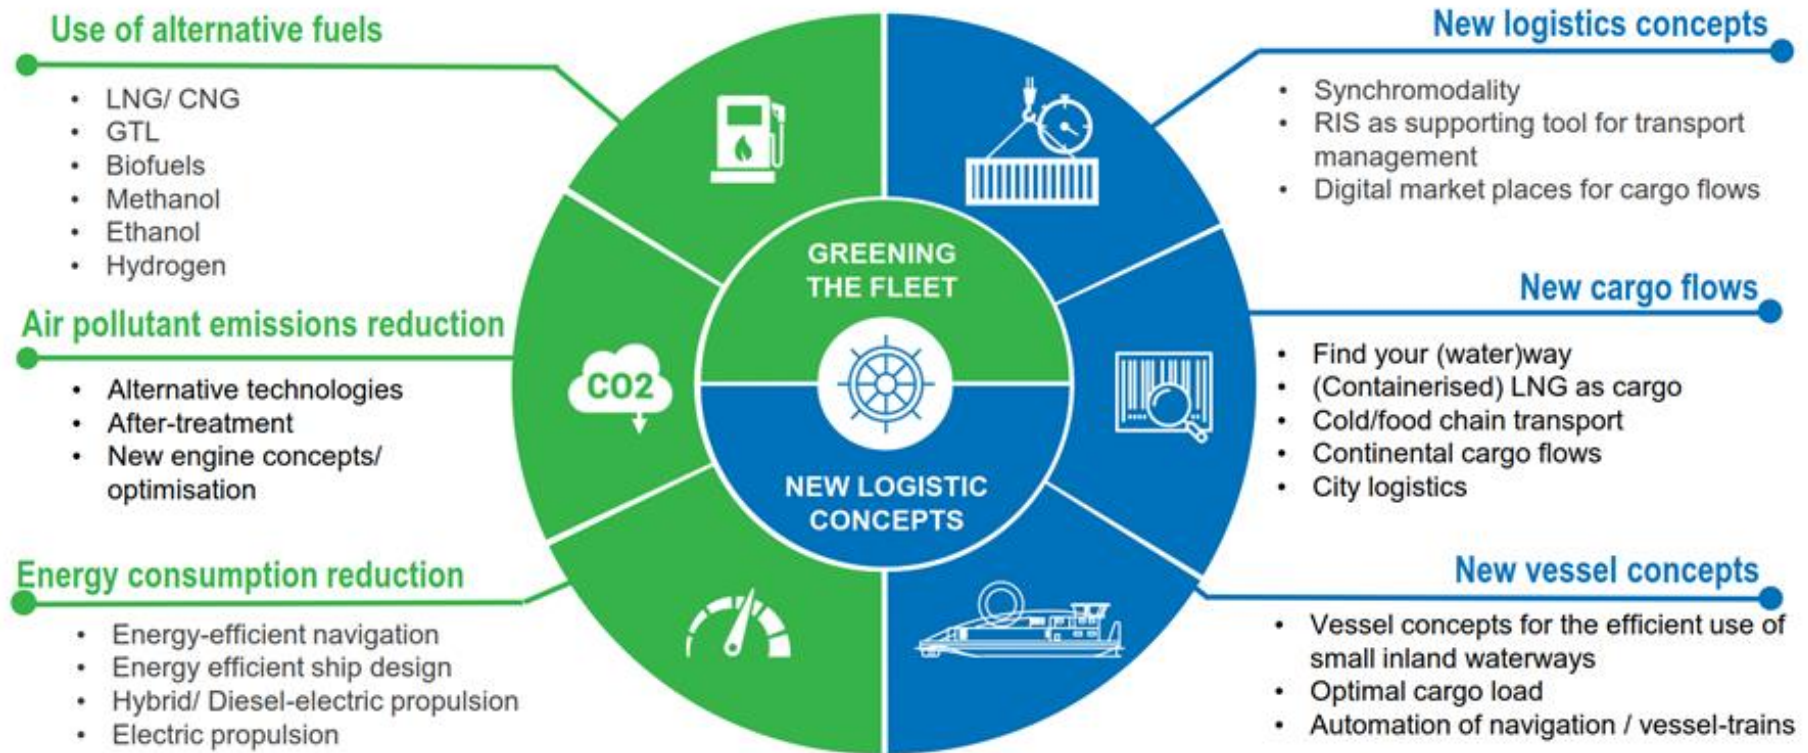 Use of alternative fuels
• LNG/ CNG
• GTL
• Biofuels
• Methanol
• Ethanol
• Hydrogen
Air pollutant emissions reduction
• Alternative technologies
• After-treatment
• New engine concepts/
optimisation
Energy consumption reduction
• Energy-efficient navigation
• Energy efficient ship design
• Hybrid/ Diesel-electric propulsion
• Electric propulsion
CO2
GREENING
THE FLEET
NEW LOGISTIC
CONCEPTS
New logistics concepts
• Synchromodality
• RIS as supporting tool for transport
management
• Digital market places for cargo flows
New cargo flows
• Find your (water)way
• (Containerised) LNG as cargo
• Cold/food chain transport
• Continental cargo flows
• City logistics
New vessel concepts
• Vessel concepts for the efficient use of
small inland waterways
• Optimal cargo load
• Automation of navigation / vessel-trains